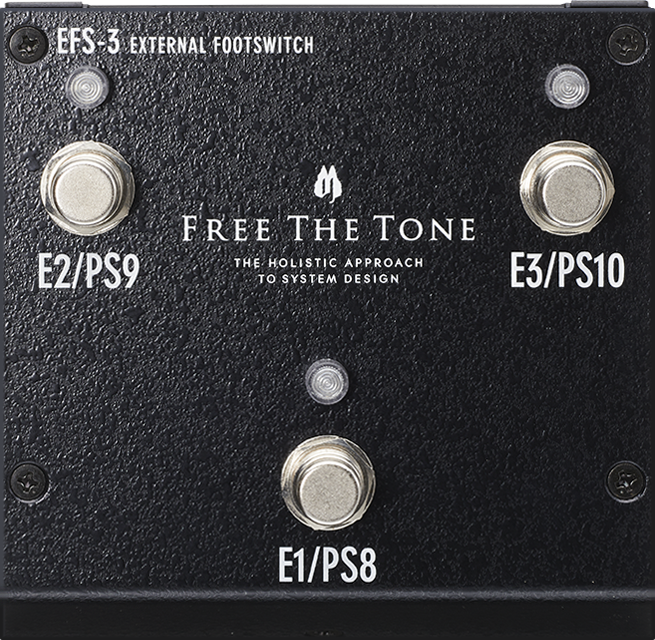 EFS-3 EXTERNAL FOOTSWITCH
FREE THE TONE
THE HOLISTIC APPROACH
TO SYSTEM DESIGN
E2/PS9
E3/PS10
E1/PS8